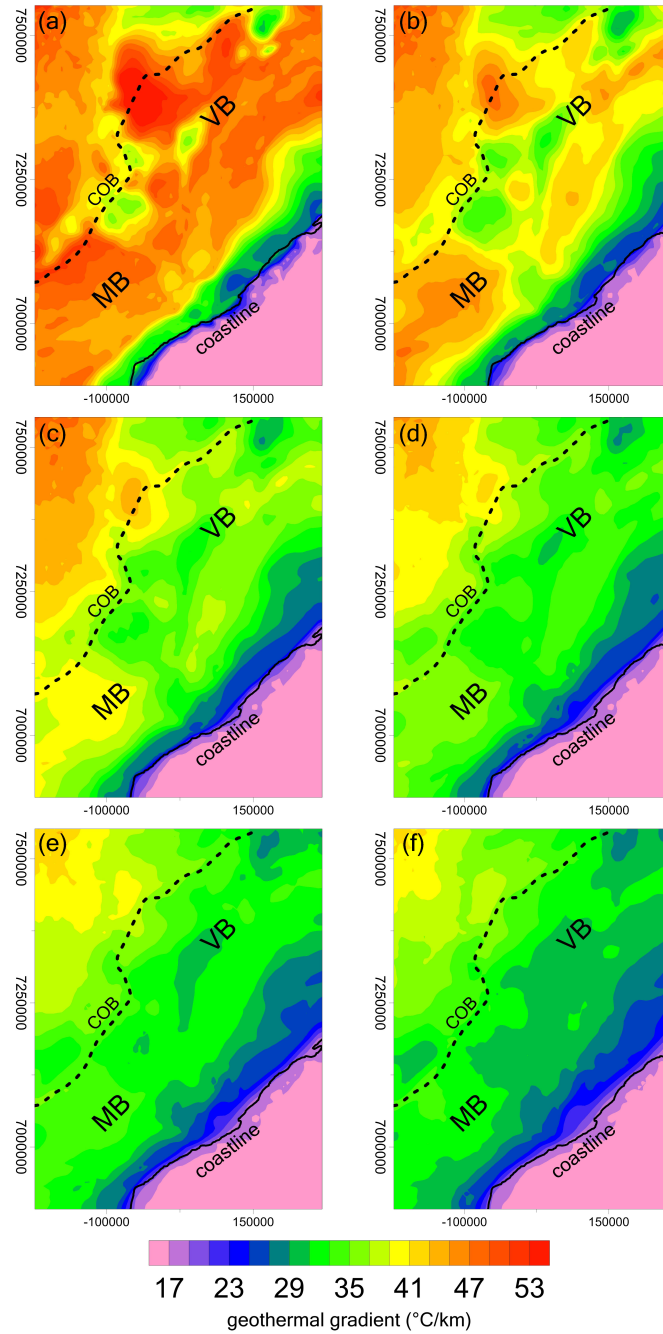 (a)
7500000
7250000
7000000
VB
COB
MB
coastline
-100000
150000
(b)
7500000
7250000
7000000
VB
COB
MB
coastline
-100000
150000
(c)
7500000
7250000
7000000
VB
COB
MB
coastline
-100000
150000
(d)
7500000
7250000
7000000
VB
COB
MB
coastline
-100000
150000
(e)
7500000
7250000
7000000
VB
COB
MB
coastline
-100000
150000
(f)
7500000
7250000
7000000
VB
COB
MB
coastline
-100000
150000
17 23 29 35 41 47 53
geothermal gradient (°C/km)